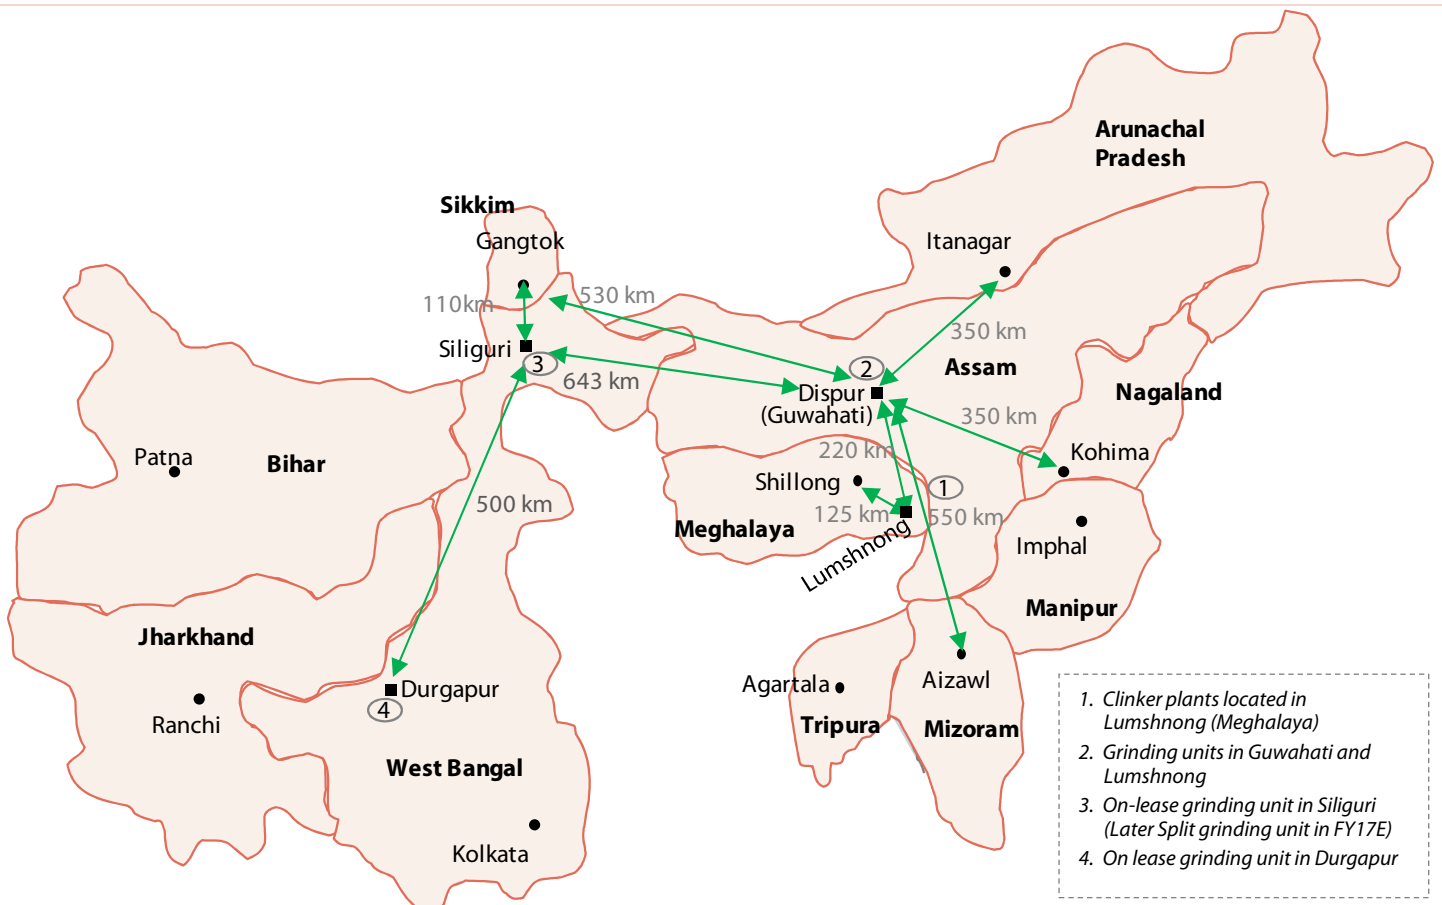 Arunachal
Pradesh
Sikkim
Gangtok
Itanagar
110km
530 km
350 km
Siliguri
3
643 km
2
Assam
Dispur
(Guwahati)
Nagaland
350 km
220 km
Kohima
Patna
Bihar
Shillong
1
500 km
125 km
550 km
Meghalaya
Lumshnong
Imphal
Manipur
Jharkhand
Durgapur
4
Agartala
Aizawl
Ranchi
Tripura
Mizoram
West Bangal
Kolkata
1. Clinker plants located in
Lumshnong (Meghalaya)
2. Grinding units in Guwahati and
Lumshnong
3. On-lease grinding unit in Siliguri
(Later Split grinding unit in FY17E)
4. On lease grinding unit in Durgapur